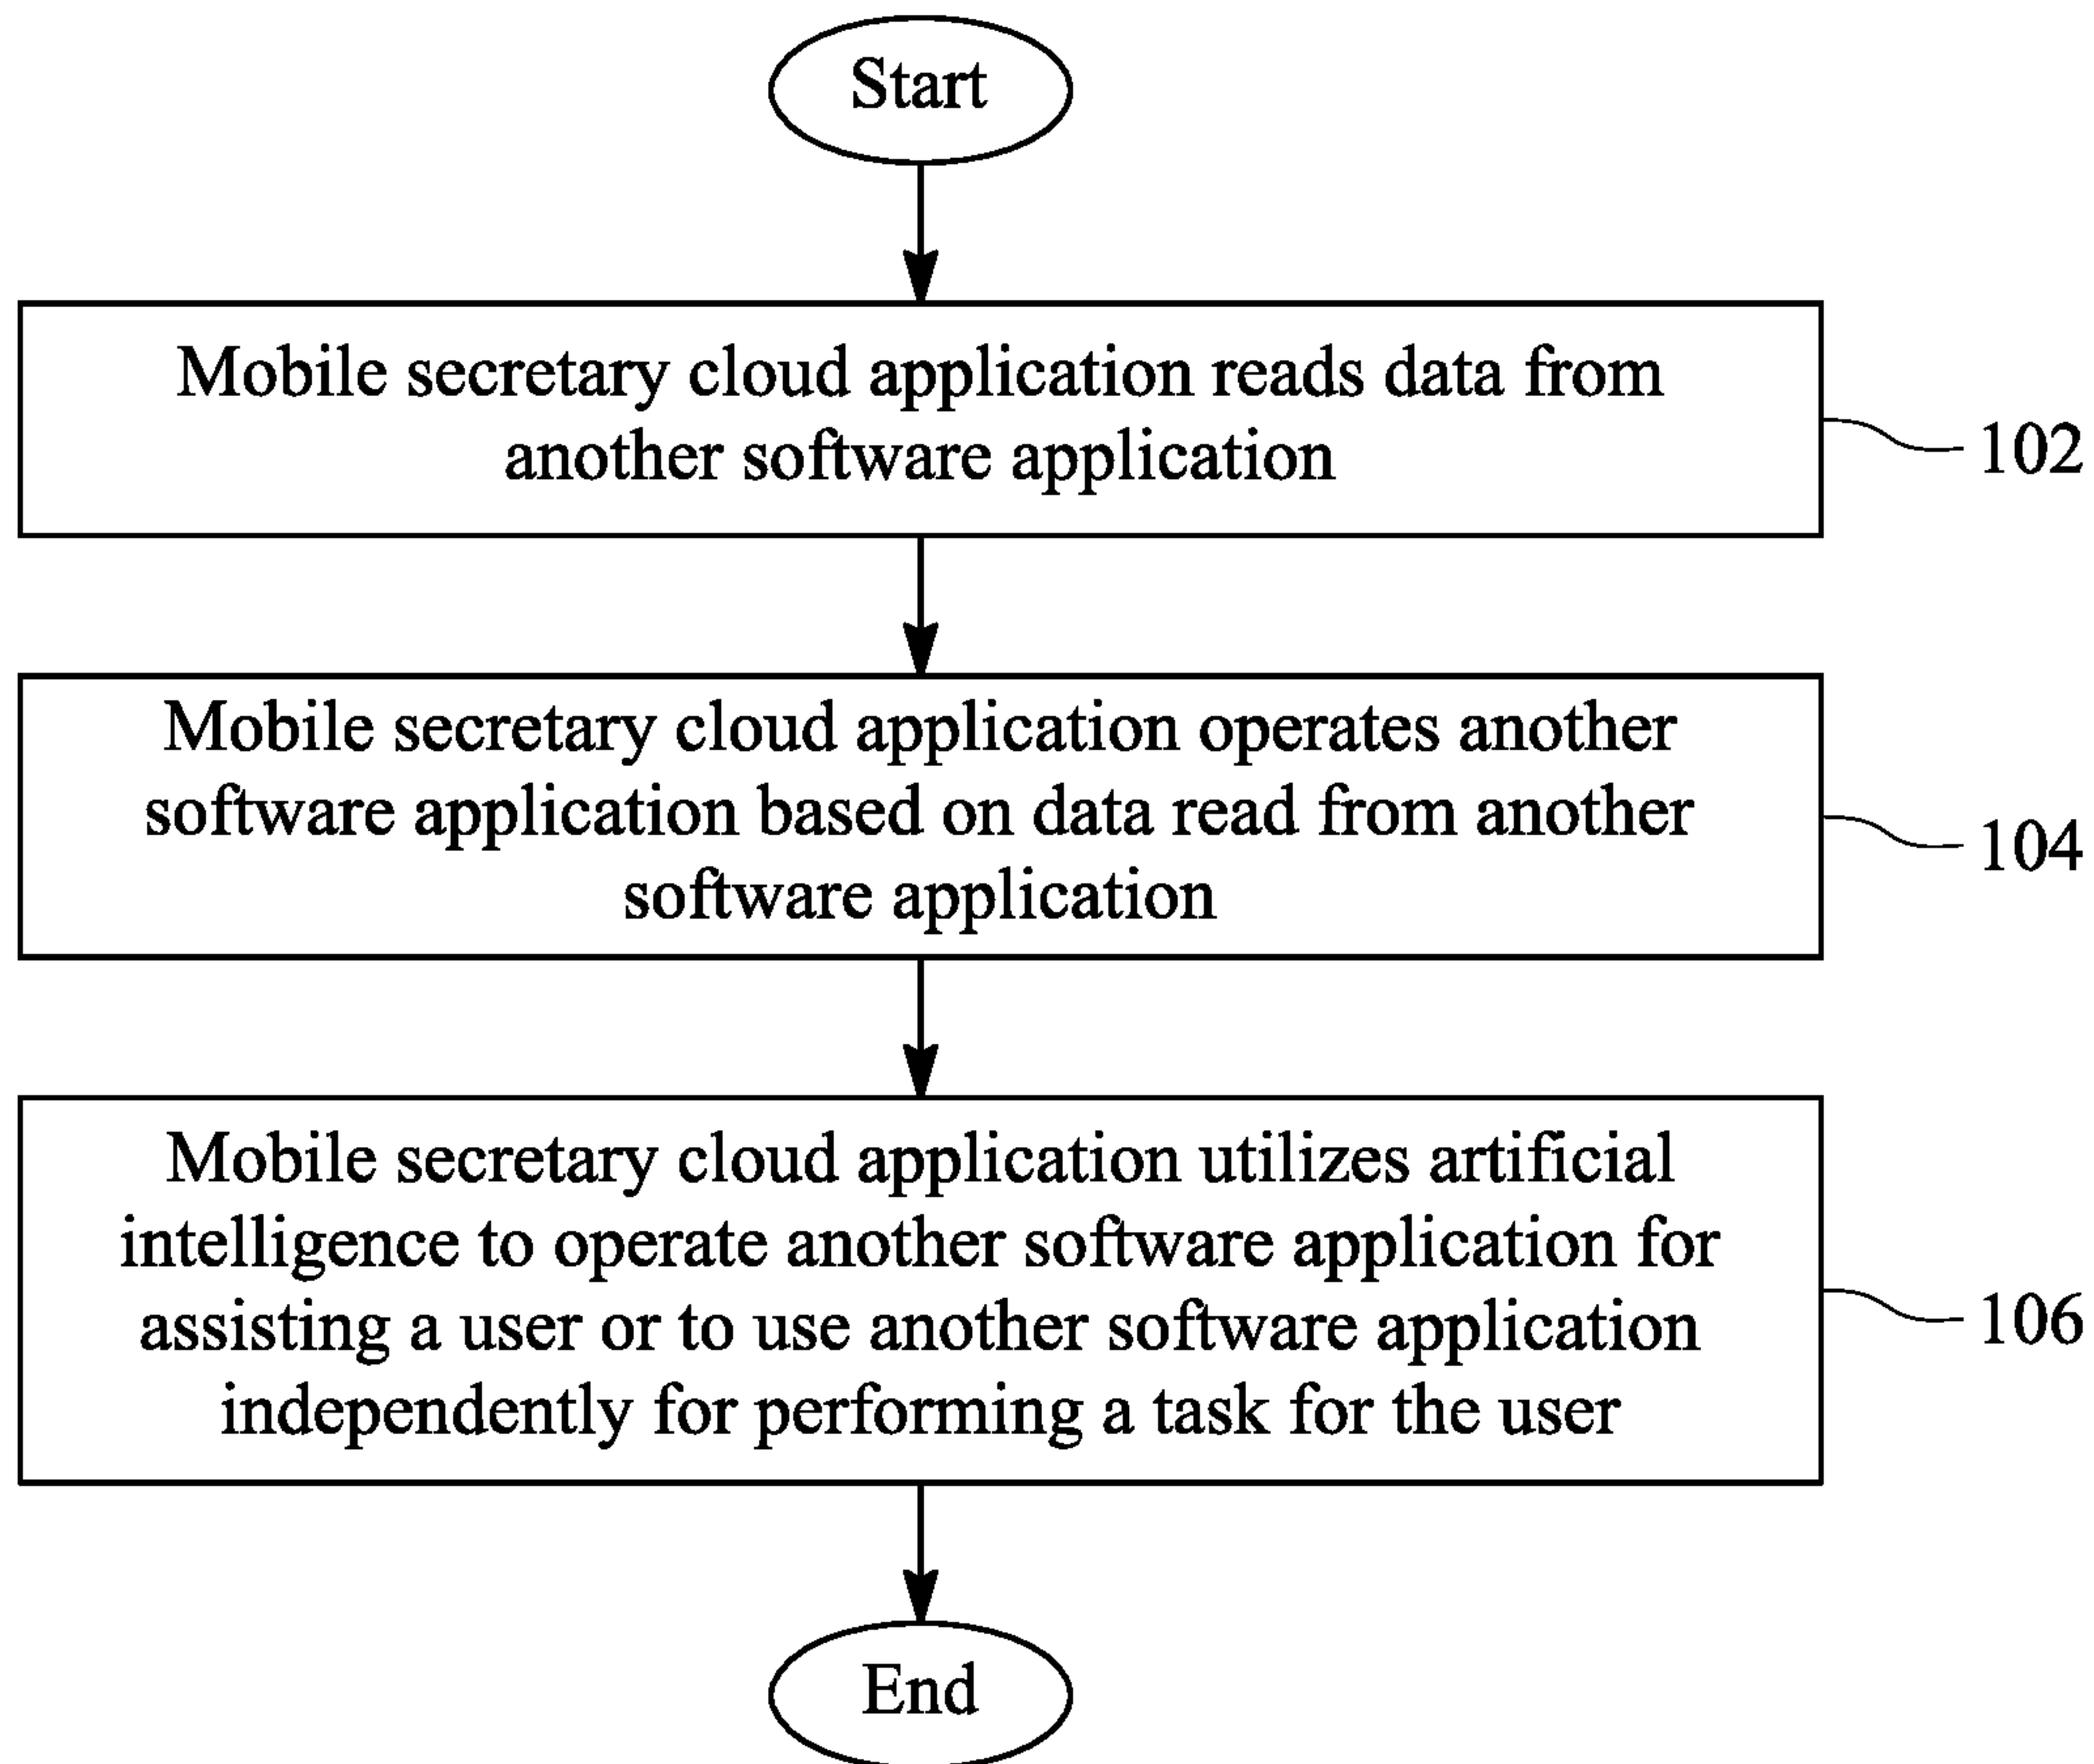 Start
Mobile secretary cloud application reads data from
another software application
102
Mobile secretary cloud application operates another
software application based on data read from another
software application
104
Mobile secretary cloud application utilizes artificial
intelligence to operate another software application for
assisting a user or to use another software application
independently for performing a task for the user
106
End